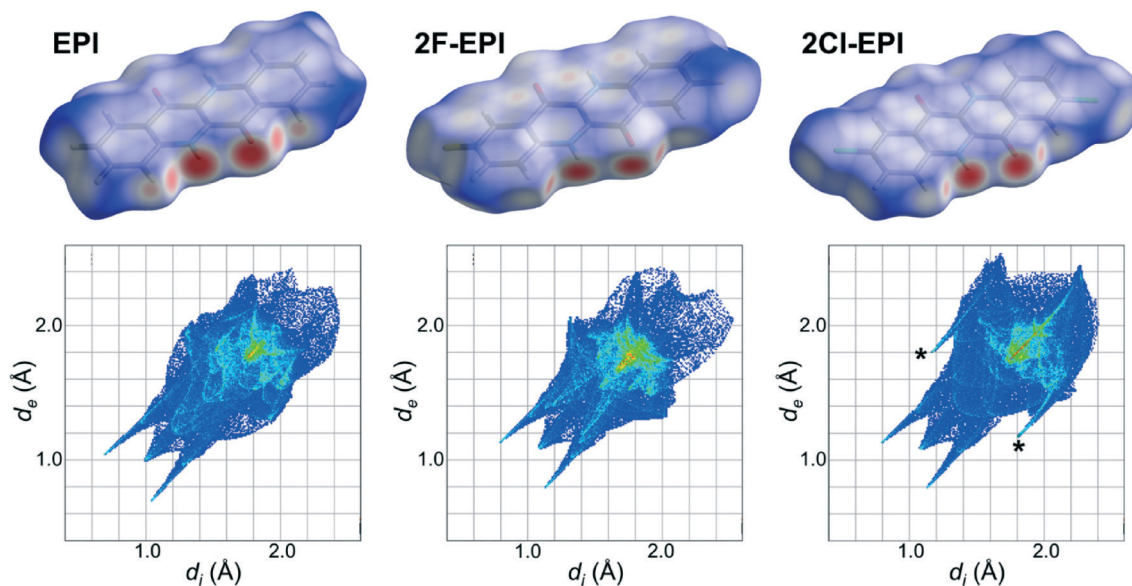 EPI 2F-EPI 2Cl-EPI
2.0 2.0 2.0
* 
dₑ (Å) dₑ (Å) dₑ (Å)
*
1.0 1.0 1.0
1.0 2.0 1.0 2.0 1.0 2.0
dᵢ (Å) dᵢ (Å) dᵢ (Å)